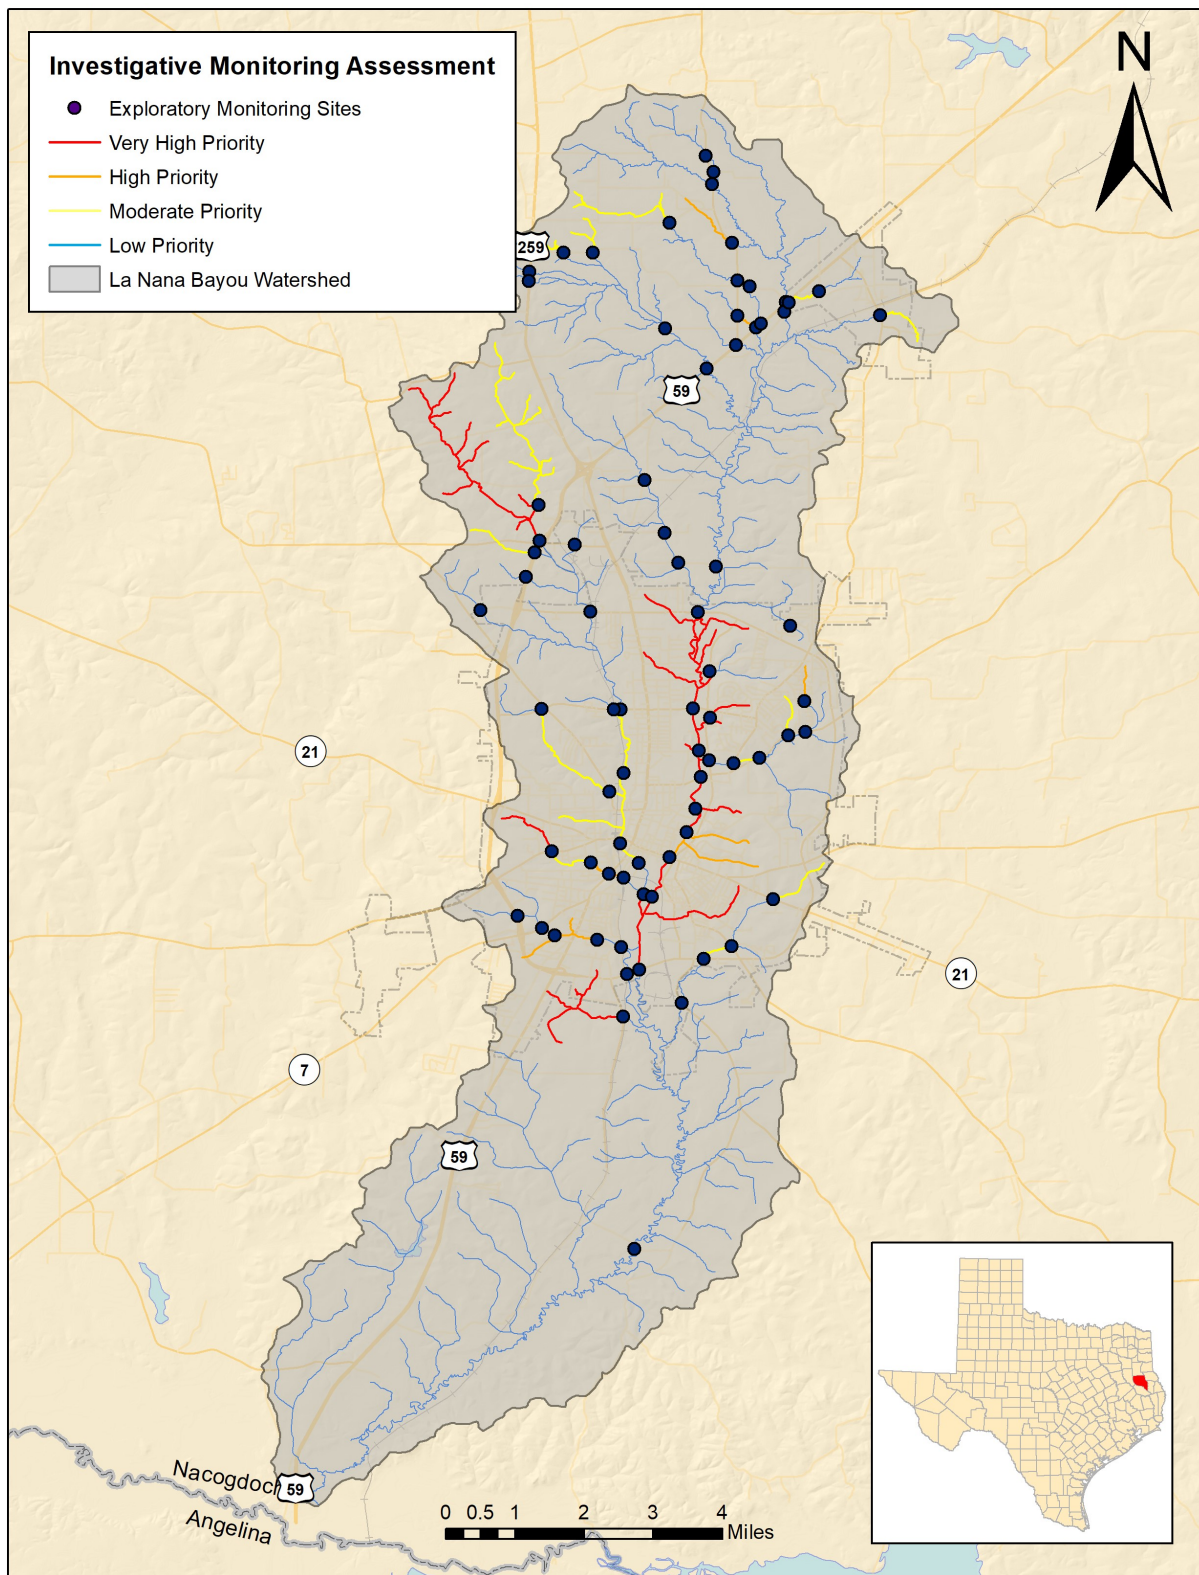 Investigative Monitoring Assessment
Exploratory Monitoring Sites
Very High Priority
High Priority
Moderate Priority
Low Priority
La Nana Bayou Watershed
N
259
59
21
21
7
59
Nacogdoch
59
Angelina
0 0.5 1 2 3 4
Miles